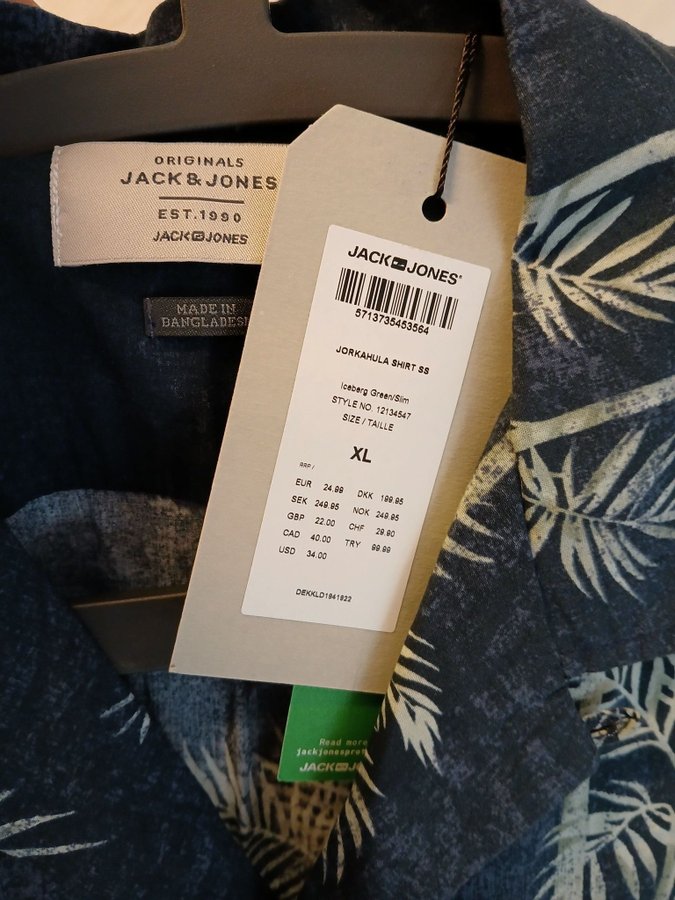 ORIGINALS
JACK & JONES
EST. 1990
JACK JONES
MADE IN
BANGLADESH
JACK JONES®
5713735453564
JORKAHULA SHIRT SS
Iceberg Green/Slim
STYLE NO. 12134547
SIZE / TAILLE
XL
RRP /
EUR 24.99 DKK 199.95
SEK 249.95 NOK 249.95
GBP 22.00 CHF 29.90
CAD 40.00 TRY 99.99
USD 34.00
DEKKLD1941922
Read more
jackjonespro
JACK J